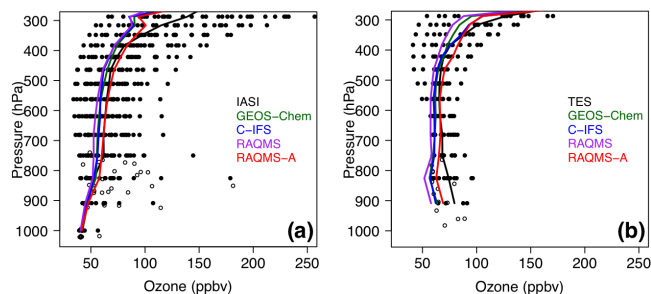 300
400
500
600
700
800
900
1000
Pressure (hPa)
IASI
GEOS-Chem
C-IFS
RAQMS
RAQMS-A
(a)
50 100 150 200 250
Ozone (ppbv)
300
400
500
600
700
800
900
1000
Pressure (hPa)
TES
GEOS-Chem
C-IFS
RAQMS
RAQMS-A
(b)
50 100 150 200 250
Ozone (ppbv)